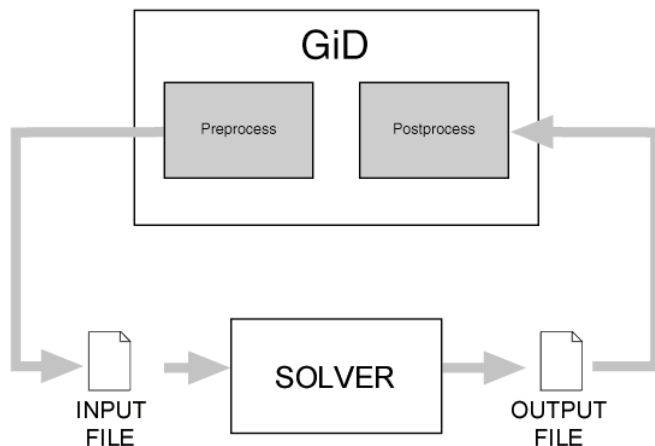 GiD
Preprocess
Postprocess
SOLVER
INPUT
FILE
OUTPUT
FILE